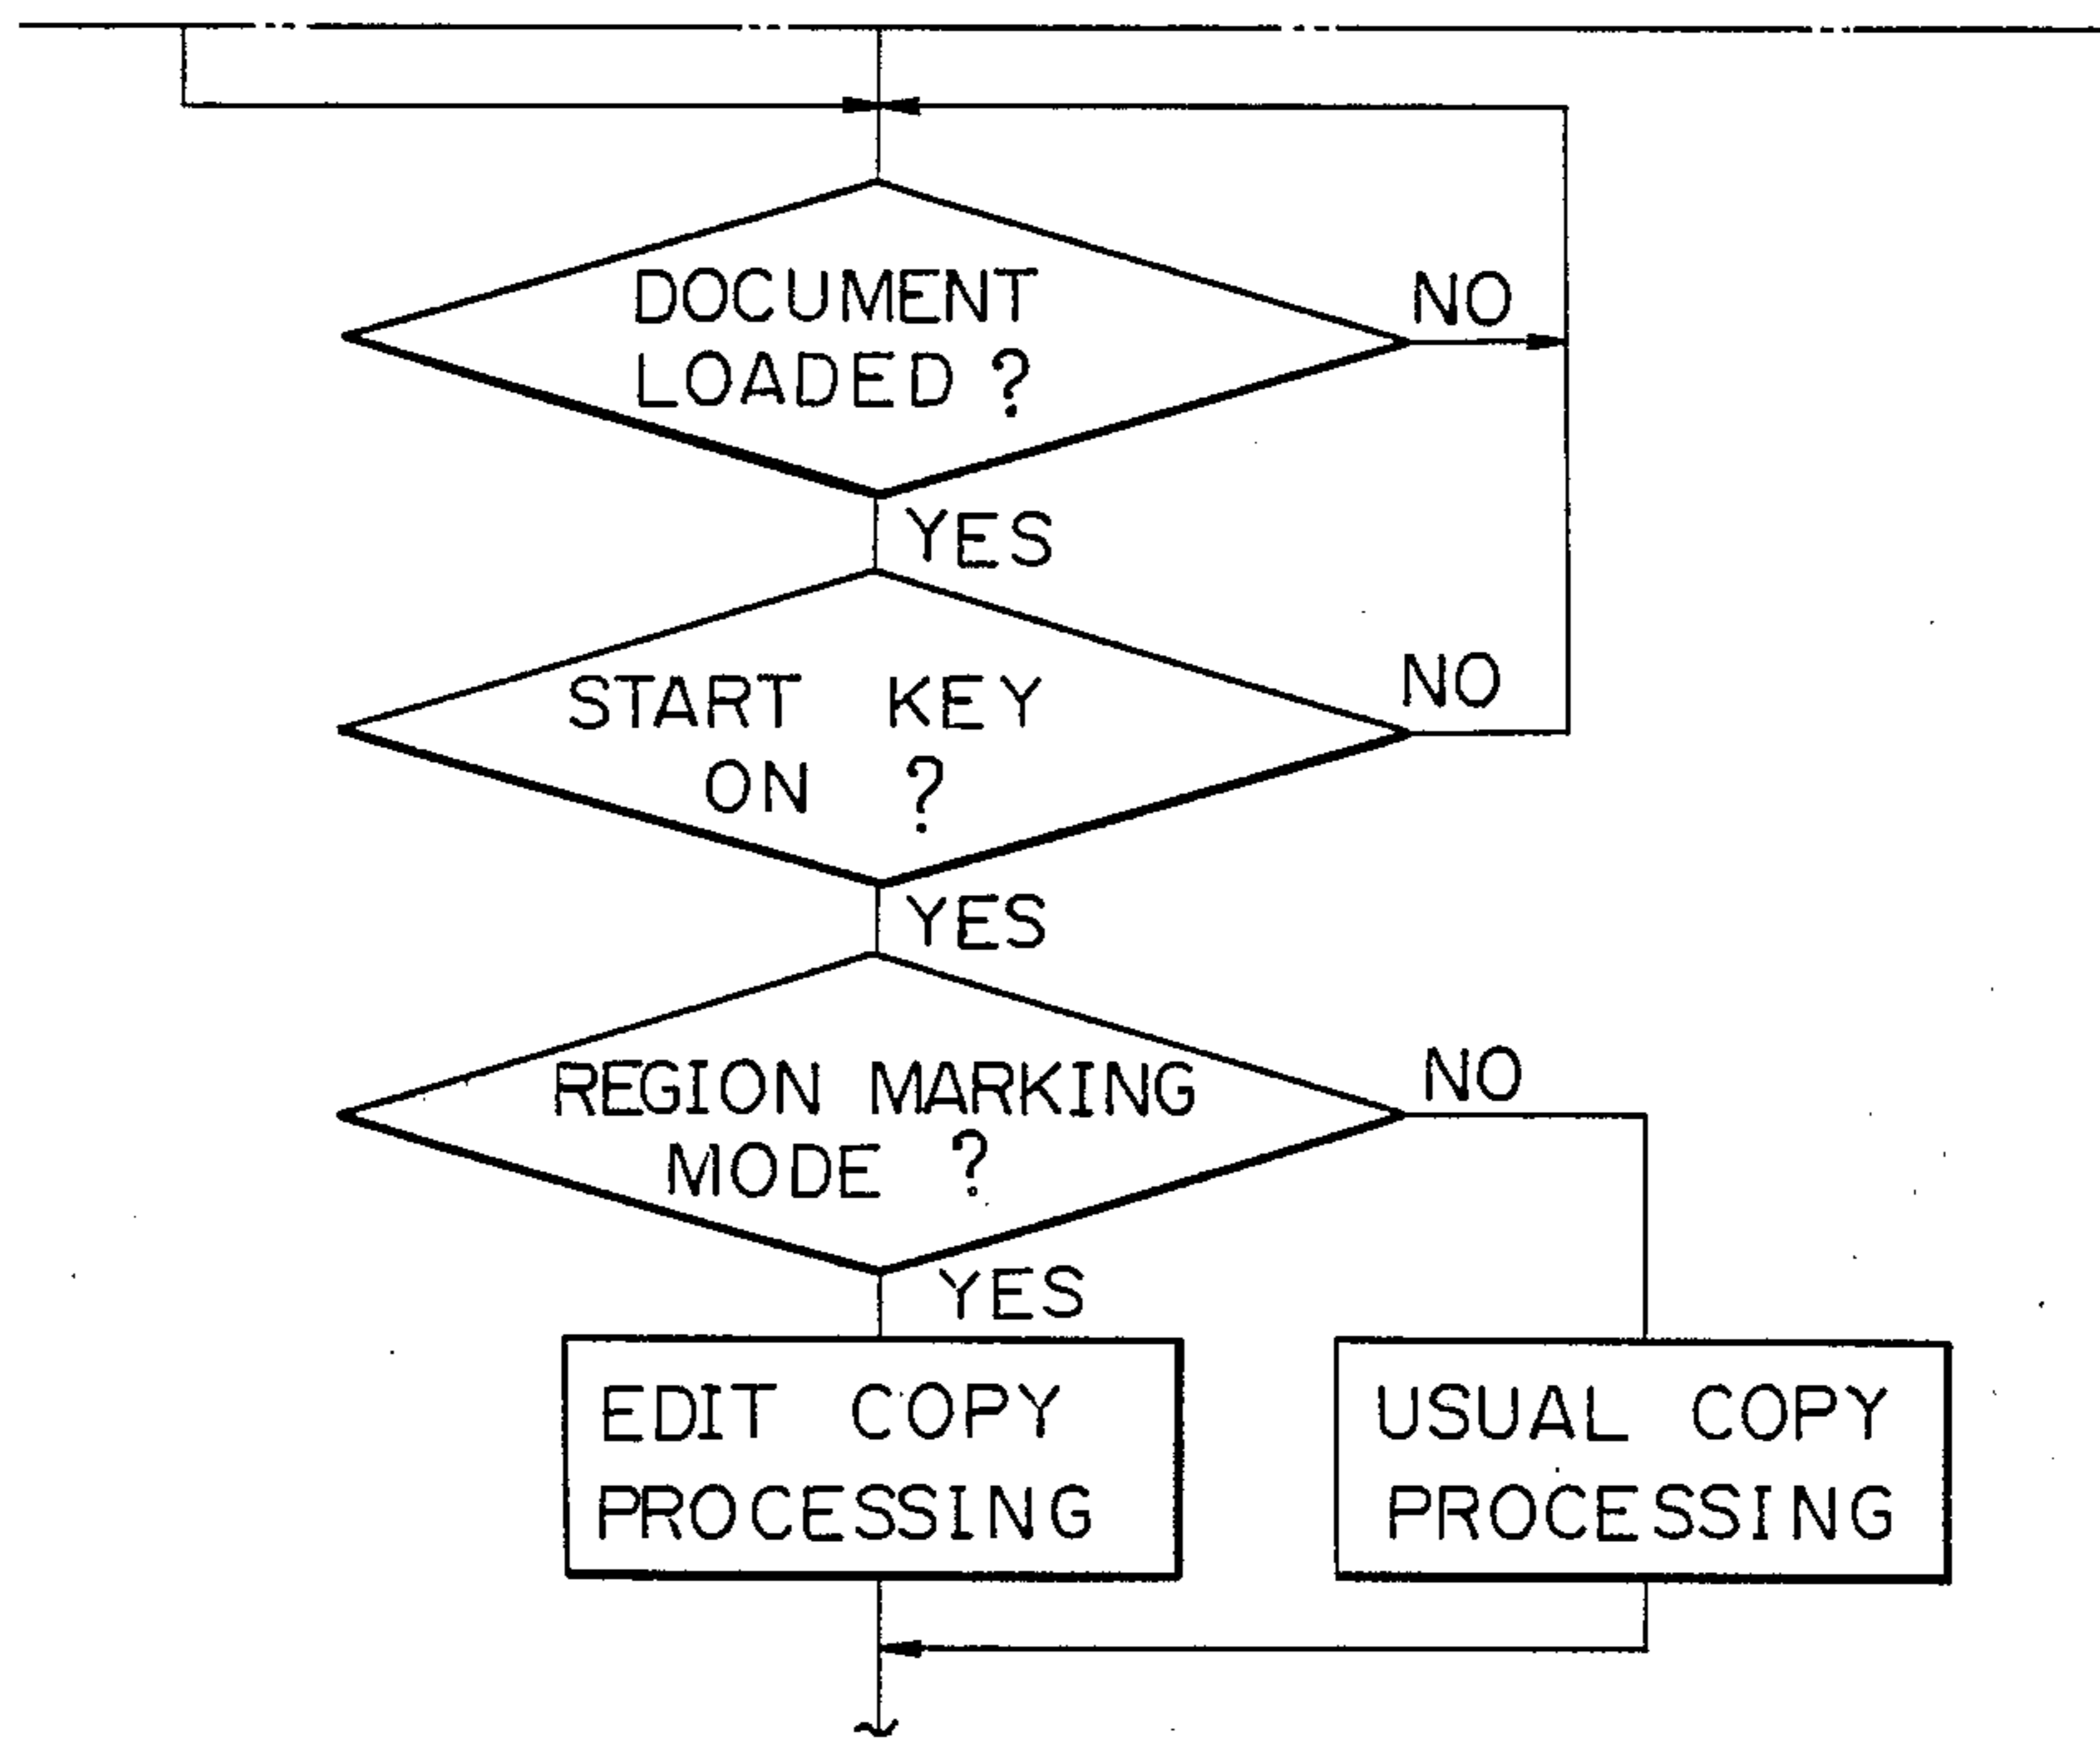 DOCUMENT
LOADED ?
NO
YES
START KEY
ON ?
NO
YES
REGION MARKING
MODE ?
NO
YES
EDIT COPY
PROCESSING
USUAL COPY
PROCESSING